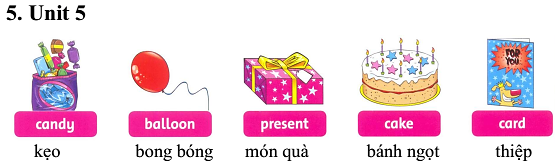 5. Unit 5
FOR YOU
candy balloon present cake card
kẹo bong bóng món quà bánh ngọt thiệp